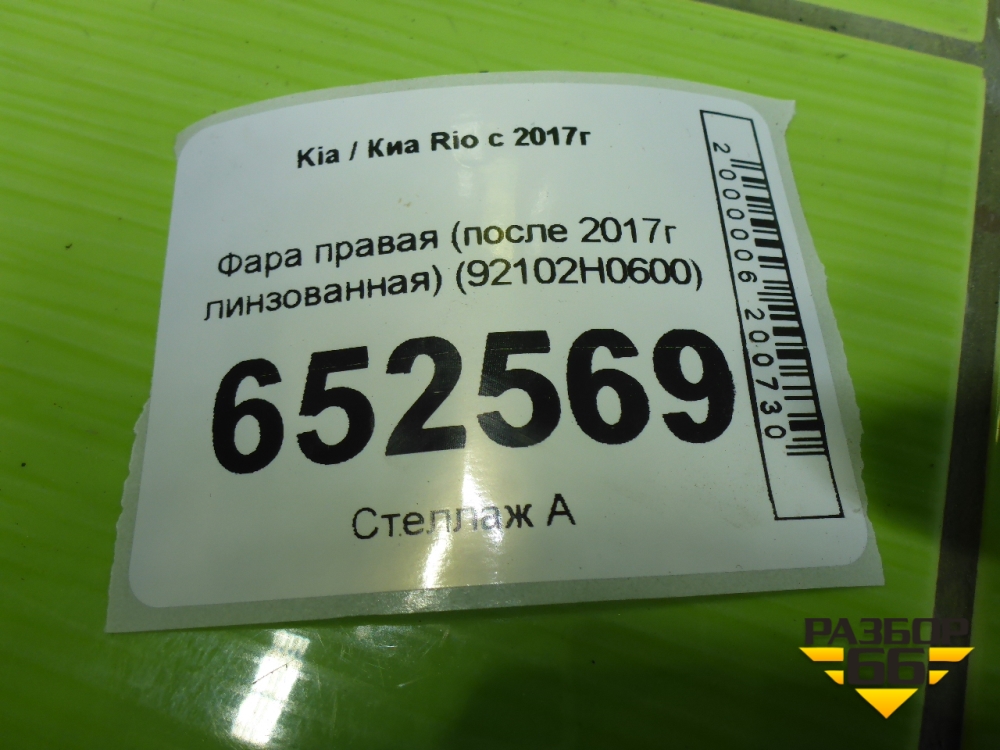 Kia / Киа Rio с 2017г
Фара правая (после 2017г
линзованная) (92102H0600)
652569
Стеллаж А
2000006200730
РАЗБОР
66